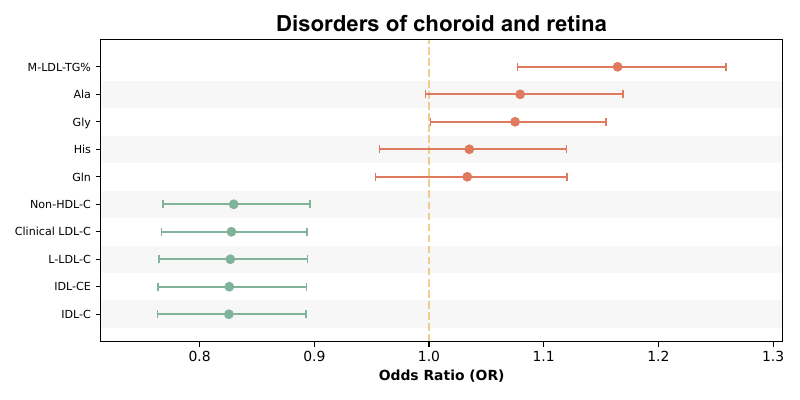 Disorders of choroid and retina
M-LDL-TG%
Ala
Gly
His
Gln
Non-HDL-C
Clinical LDL-C
L-LDL-C
IDL-CE
IDL-C
0.8 0.9 1.0 1.1 1.2 1.3
Odds Ratio (OR)